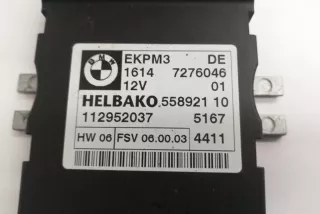 EKPM3 DE
1614 7276046
12V 01
HELBAKO 558921 10
112952037 5167
HW 06 FSV 06.00.03 4411